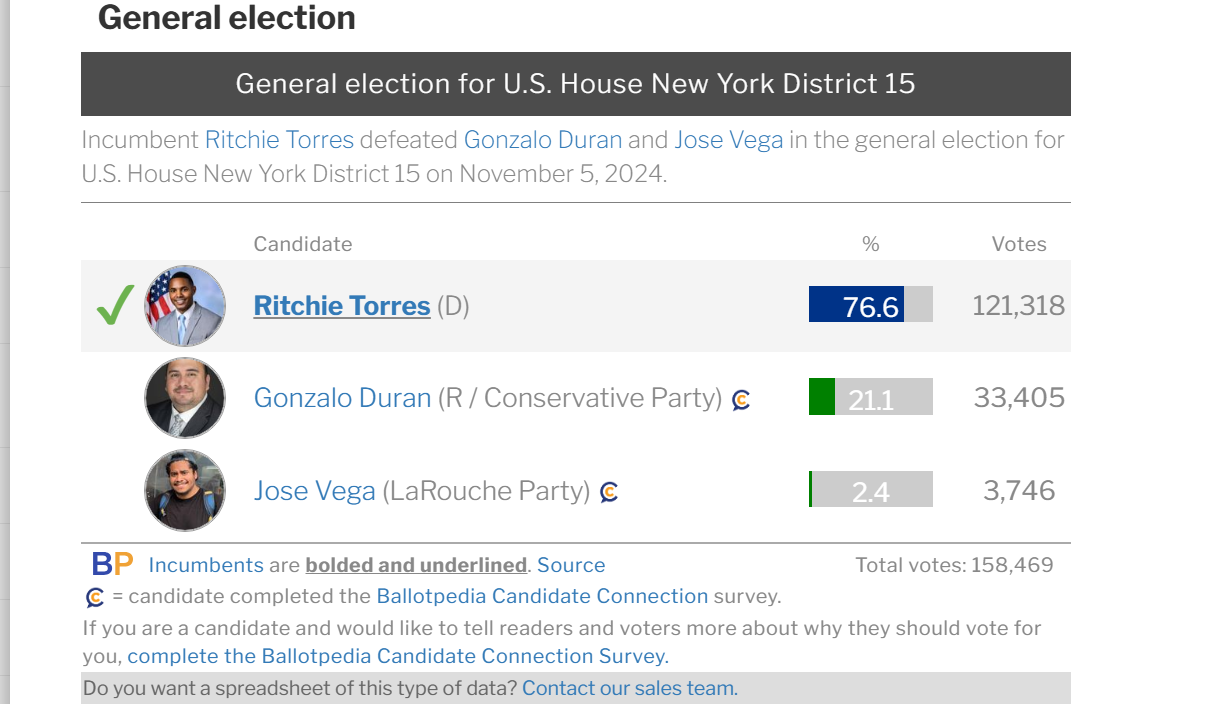 General election
General election for U.S. House New York District 15
Incumbent Ritchie Torres defeated Gonzalo Duran and Jose Vega in the general election for
U.S. House New York District 15 on November 5, 2024.
Candidate % Votes
Ritchie Torres (D) 76.6 121,318
Gonzalo Duran (R / Conservative Party) 21.1 33,405
Jose Vega (LaRouche Party) 2.4 3,746
BP Incumbents are bolded and underlined. Source Total votes: 158,469
C = candidate completed the Ballotpedia Candidate Connection survey.
If you are a candidate and would like to tell readers and voters more about why they should vote for
you, complete the Ballotpedia Candidate Connection Survey.
Do you want a spreadsheet of this type of data? Contact our sales team.